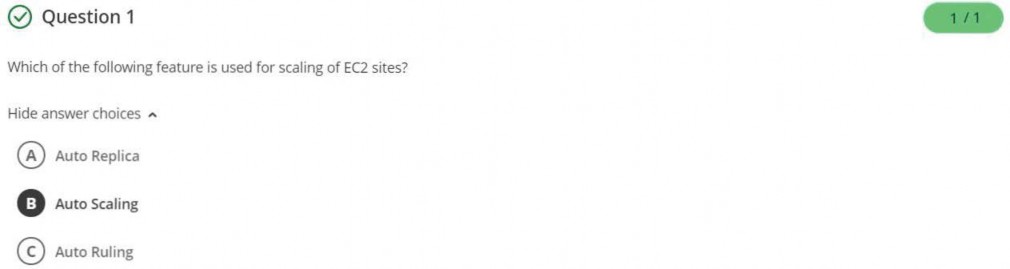 Question 1
1 / 1
Which of the following feature is used for scaling of EC2 sites?
Hide answer choices
A Auto Replica
B Auto Scaling
C Auto Ruling